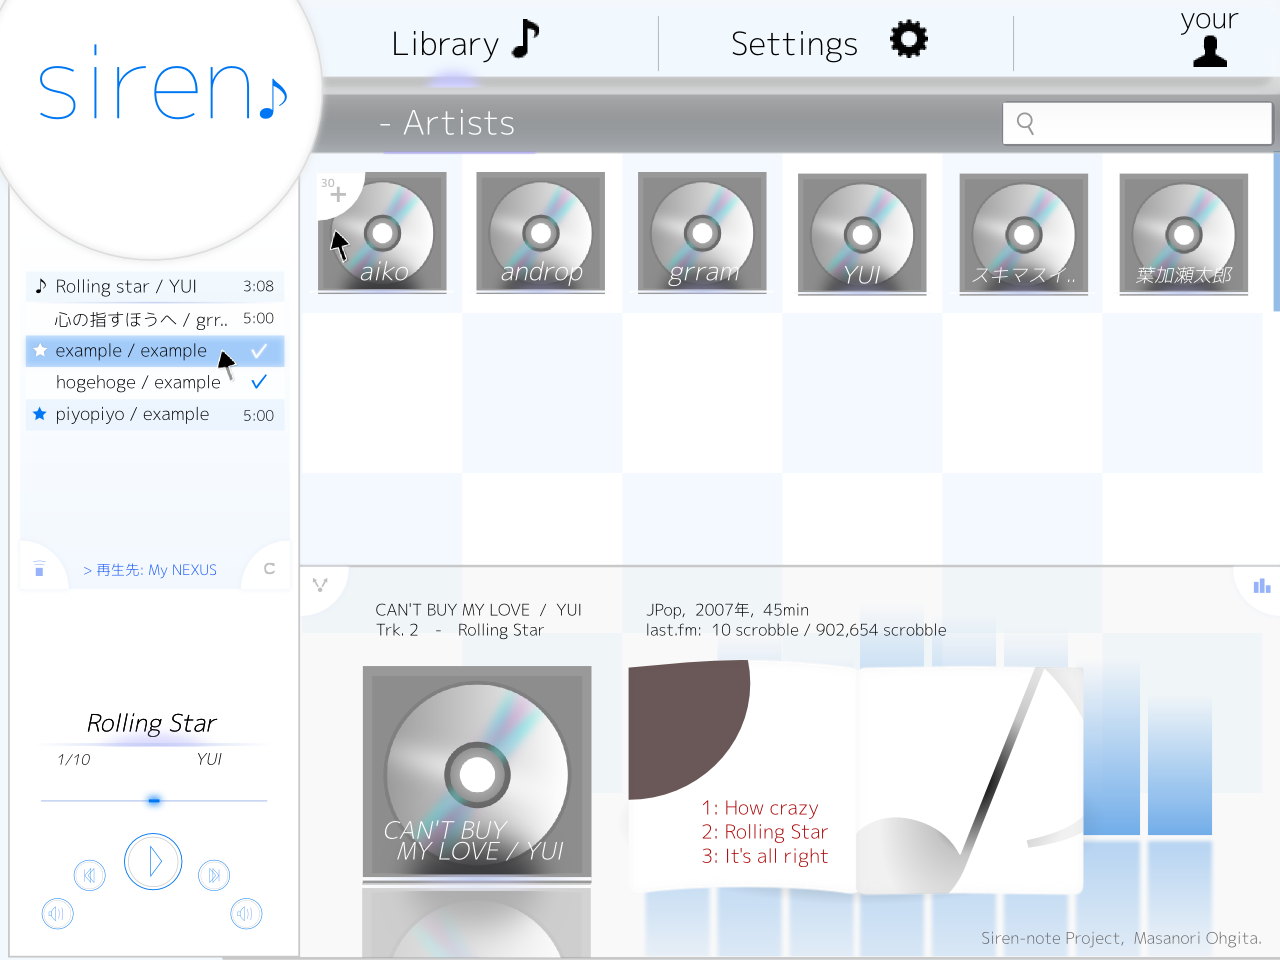 siren
Library
Settings
your
- Artists
30
aiko
androp
grram
YUI
スキマスイ..
葉加瀬太郎
Rolling star / YUI 3:08
心の指すほうへ / grr.. 5:00
example / example
hogehoge / example
piyopiyo / example 5:00
> 再生先: My NEXUS
Rolling Star
1/10 YUI
CAN'T BUY MY LOVE / YUI
Trk. 2 - Rolling Star
JPop, 2007年, 45min
last.fm: 10 scrobble / 902,654 scrobble
CAN'T BUY
MY LOVE / YUI
1: How crazy
2: Rolling Star
3: It's all right
Siren-note Project, Masanori Ohgita.